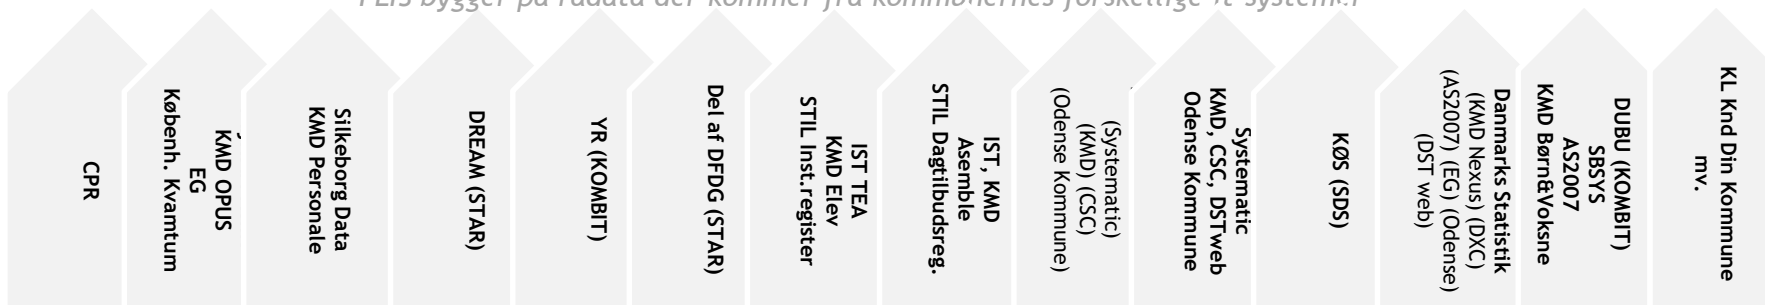 FLIS bygger på rådata der kommer fra kommunernes forskellige it-systemer
CPR
KMD OPUS
EG
Københ. Kvamtum
Silkeborg Data
KMD Personale
DREAM (STAR)
YR (KOMBIT)
Del af DFDG (STAR)
IST TEA
KMD Elev
STIL Inst.register
IST, KMD
Asemble
STIL Dagtilbudsreg.
(Systematic)
(KMD) (CSC)
(Odense Kommune)
Systematic
KMD, CSC, DSTweb
Odense Kommune
KØS (SDS)
Danmarks Statistik
(KMD Nexus) (DXC)
(AS2007) (EG) (Odense)
(DST web)
DUBU (KOMBIT)
SBSYS
AS2007
KMD Børn&Voksne
KL Knd Din Kommune
mv.